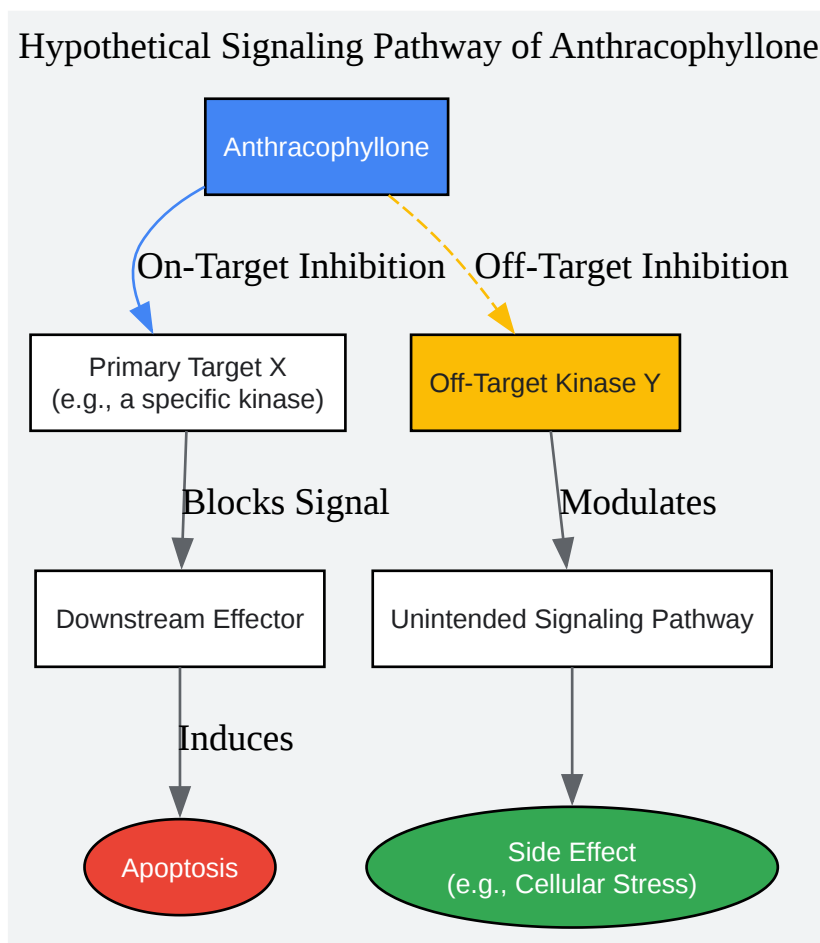 Hypothetical Signaling Pathway of Anthracophyllone
Anthracophyllone
On-Target Inhibition
Off-Target Inhibition
Primary Target X
(e.g., a specific kinase)
Off-Target Kinase Y
Blocks Signal
Modulates
Downstream Effector
Unintended Signaling Pathway
Induces
Apoptosis
Side Effect
(e.g., Cellular Stress)